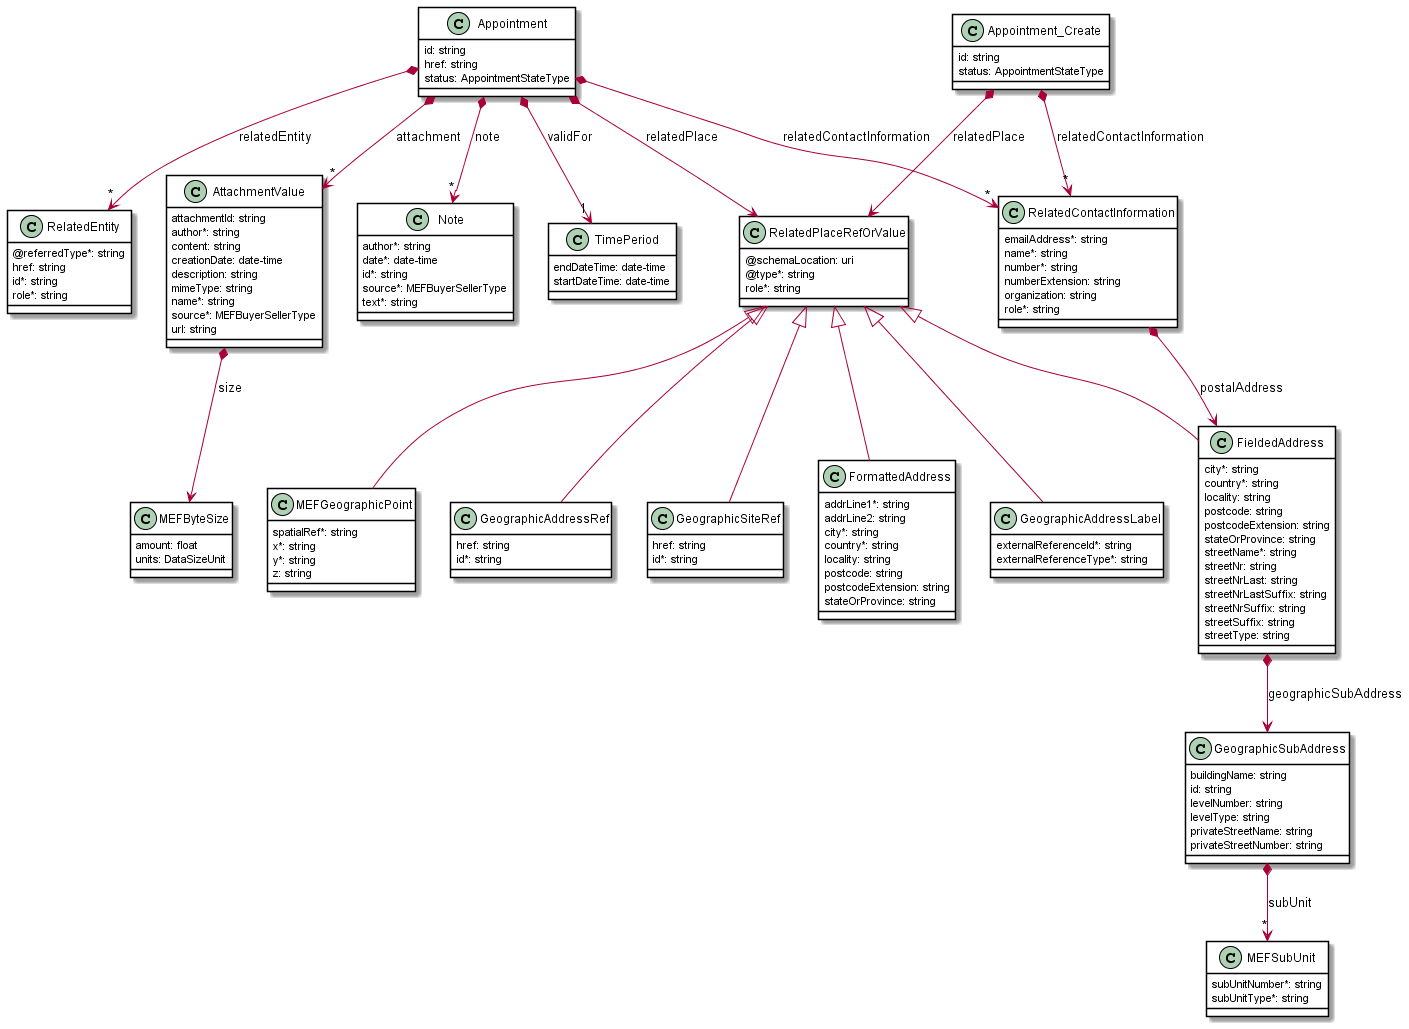 C Appointment
id: string
href: string
status: AppointmentStateType
C Appointment_Create
id: string
status: AppointmentStateType
relatedEntity
attachment
note
validFor
relatedPlace
relatedContactInformation
relatedPlace
relatedContactInformation
*
*
*
1
*
*
C RelatedEntity
@referredType*: string
href: string
id*: string
role*: string
C AttachmentValue
attachmentId: string
author*: string
content: string
creationDate: date-time
description: string
mimeType: string
name*: string
source*: MEFBuyerSellerType
url: string
C Note
author*: string
date*: date-time
id*: string
source*: MEFBuyerSellerType
text*: string
C TimePeriod
endDateTime: date-time
startDateTime: date-time
C RelatedPlaceRefOrValue
@schemaLocation: uri
@type*: string
role*: string
C RelatedContactInformation
emailAddress*: string
name*: string
number*: string
numberExtension: string
organization: string
role*: string
size
postalAddress
C MEFByteSize
amount: float
units: DataSizeUnit
C MEFGeographicPoint
spatialRef*: string
x*: string
y*: string
z: string
C GeographicAddressRef
href: string
id*: string
C GeographicSiteRef
href: string
id*: string
C FormattedAddress
addrLine1*: string
addrLine2: string
city*: string
country*: string
locality: string
postcode: string
postcodeExtension: string
stateOrProvince: string
C GeographicAddressLabel
externalReferenceId*: string
externalReferenceType*: string
C FieldedAddress
city*: string
country*: string
locality: string
postcode: string
postcodeExtension: string
stateOrProvince: string
streetName*: string
streetNr: string
streetNrLast: string
streetNrLastSuffix: string
streetNrSuffix: string
streetSuffix: string
streetType: string
geographicSubAddress
C GeographicSubAddress
buildingName: string
id: string
levelNumber: string
levelType: string
privateStreetName: string
privateStreetNumber: string
subUnit
*
C MEFSubUnit
subUnitNumber*: string
subUnitType*: string